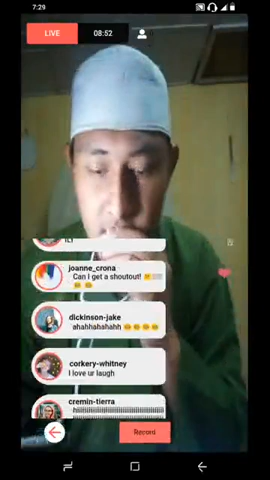 7:29
LIVE
08:52
ILY
joanne_crona
Can I get a shoutout!
dickinson-jake
ahahhahahahh
corkery-whitney
I love ur laugh
cremin-tierra
Record